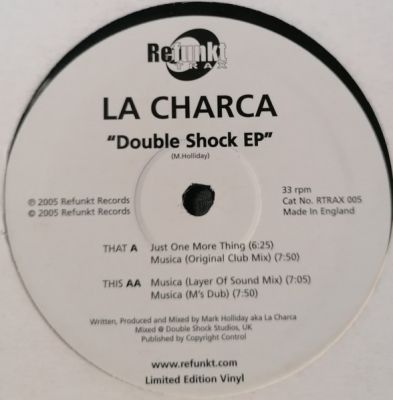 Refunkt
TRAX
LA CHARCA
"Double Shock EP"
(M.Holliday)
℗ 2005 Refunkt Records
© 2005 Refunkt Records
33 rpm
Cat No. RTRAX 005
Made In England
THAT A Just One More Thing (6:25)
Musica (Original Club Mix) (7:50)
THIS AA Musica (Layer Of Sound Mix) (7:05)
Musica (M's Dub) (7:50)
Written, Produced and Mixed by Mark Holliday aka La Charca
Mixed @ Double Shock Studios, UK
Published by Copyright Control
www.refunkt.com
Limited Edition Vinyl